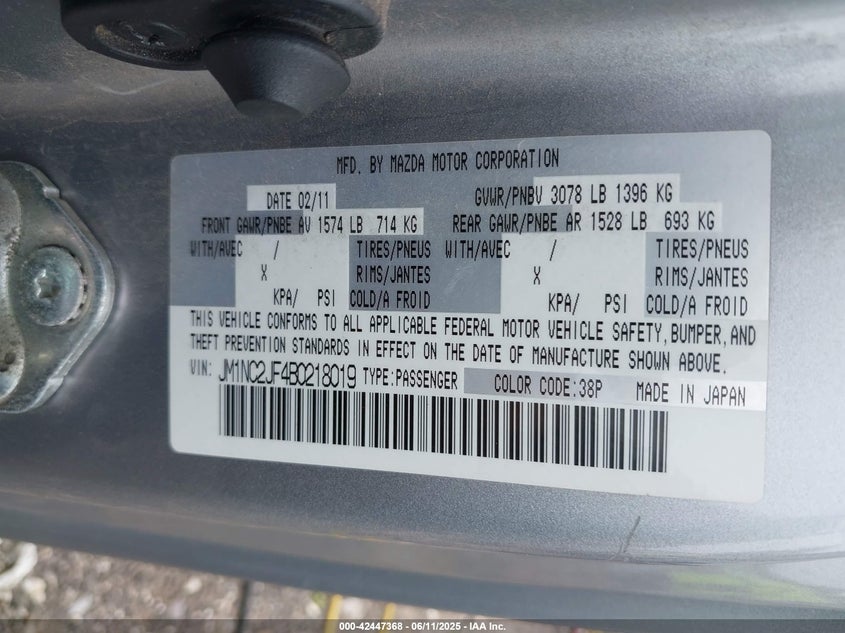 MFD. BY MAZDA MOTOR CORPORATION
DATE 02/11 GVWR/PNBV 3078 LB 1396 KG
FRONT GAWR/PNBE AV 1574 LB 714 KG REAR GAWR/PNBE AR 1528 LB 693 KG
WITH/AVEC / TIRES/PNEUS WITH/AVEC / TIRES/PNEUS
X RIMS/JANTES X RIMS/JANTES
KPA/ PSI COLD/A FROID KPA/ PSI COLD/A FROID
THIS VEHICLE CONFORMS TO ALL APPLICABLE FEDERAL MOTOR VEHICLE SAFETY, BUMPER, AND
THEFT PREVENTION STANDARDS IN EFFECT ON THE DATE OF MANUFACTURE SHOWN ABOVE.
VIN: JM1NC2JF4B0218019 TYPE:PASSENGER COLOR CODE:38P MADE IN JAPAN
000-42447368 - 06/11/2025 - IAA Inc.